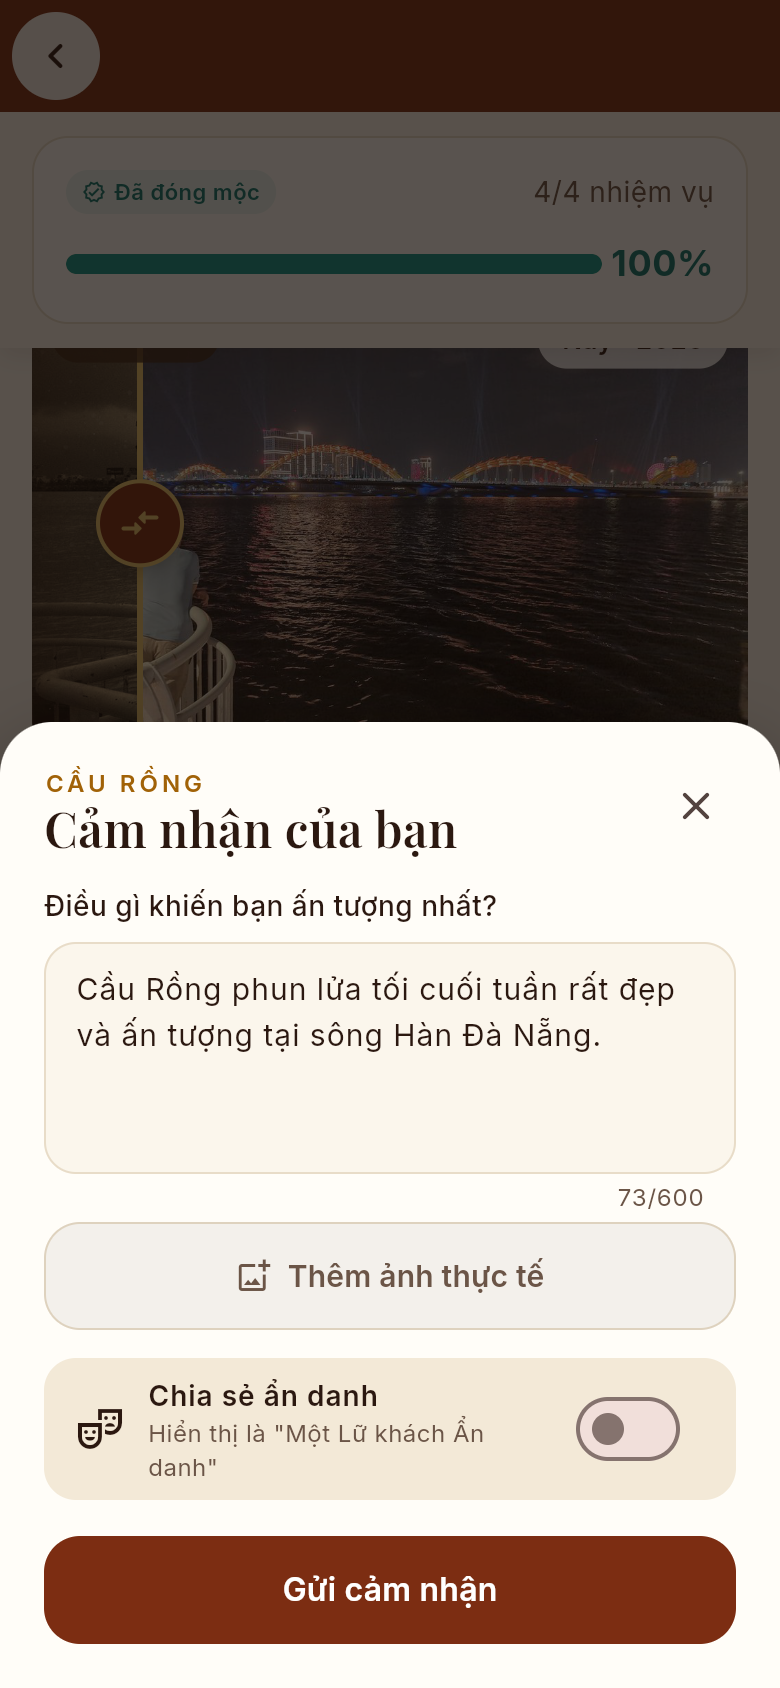 Đã đóng mộc
4/4 nhiệm vụ
100%
CẦU RỒNG
Cảm nhận của bạn
Điều gì khiến bạn ấn tượng nhất?
Cầu Rồng phun lửa tối cuối tuần rất đẹp
và ấn tượng tại sông Hàn Đà Nẵng.
73/600
Thêm ảnh thực tế
Chia sẻ ẩn danh
Hiển thị là "Một Lữ khách Ẩn
danh"
Gửi cảm nhận